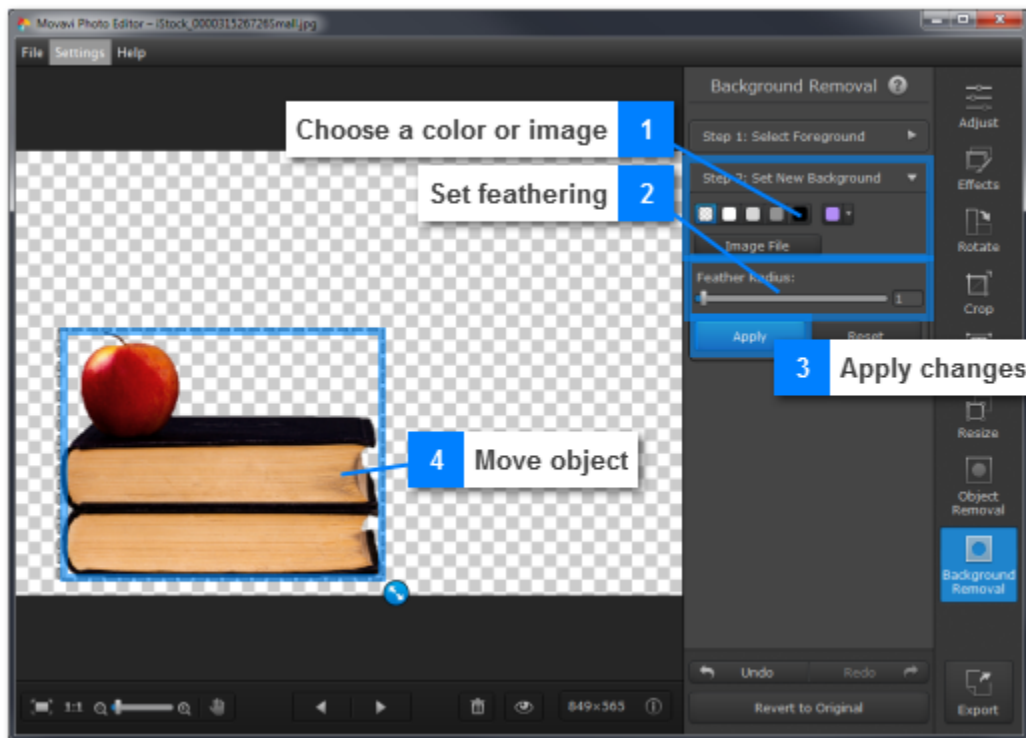 Movavi Photo Editor – iStock_000031526726Small.jpg
File Settings Help
Background Removal ?
Choose a color or image 1
Step 1: Select Foreground
Adjust
Set feathering 2
Step 2: Set New Background
Effects
Image File
Rotate
Feather Radius:
1
Crop
Apply
Reset
3 Apply changes
Resize
4 Move object
Object
Removal
Background
Removal
Undo
Redo
1:1
849×565
Revert to Original
Export